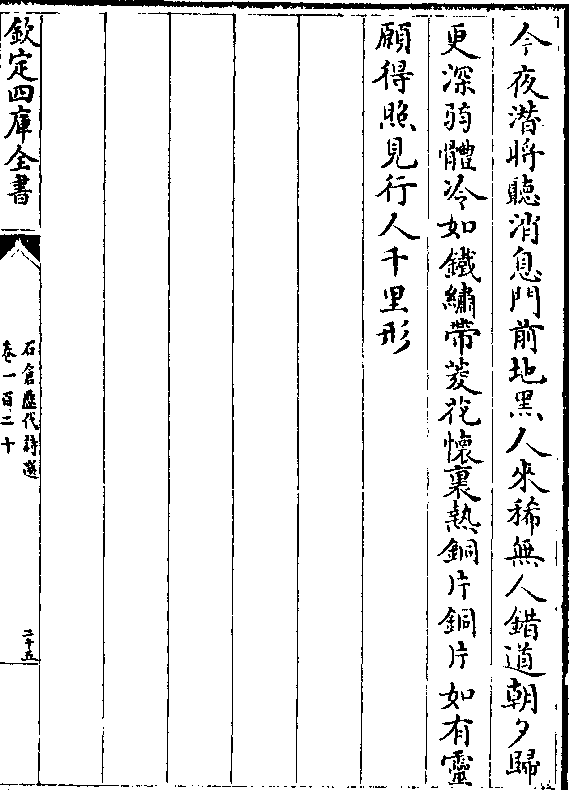 今夜潜將聽消息門前地黑人來稀無人錯道朝夕歸
更深弱體冷如鐵繡帶菱花懷裏熱銅片銅片如有靈
願得照見行人千里形
欽定四庫全書
石倉歷代詩選
卷一百二十
二十五